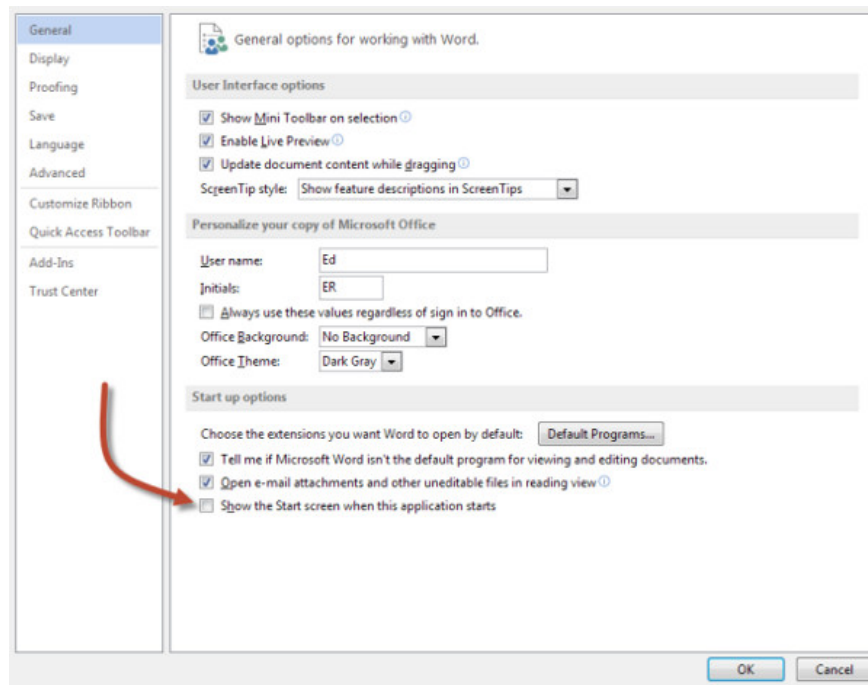 General
Display
Proofing
Save
Language
Advanced
Customize Ribbon
Quick Access Toolbar
Add-Ins
Trust Center
General options for working with Word.
User Interface options
Show Mini Toolbar on selection
Enable Live Preview
Update document content while dragging
ScreenTip style: Show feature descriptions in ScreenTips
Personalize your copy of Microsoft Office
User name: Ed
Initials: ER
Always use these values regardless of sign in to Office.
Office Background: No Background
Office Theme: Dark Gray
Start up options
Choose the extensions you want Word to open by default: Default Programs...
Tell me if Microsoft Word isn't the default program for viewing and editing documents.
Open e-mail attachments and other uneditable files in reading view
Show the Start screen when this application starts
OK Cancel